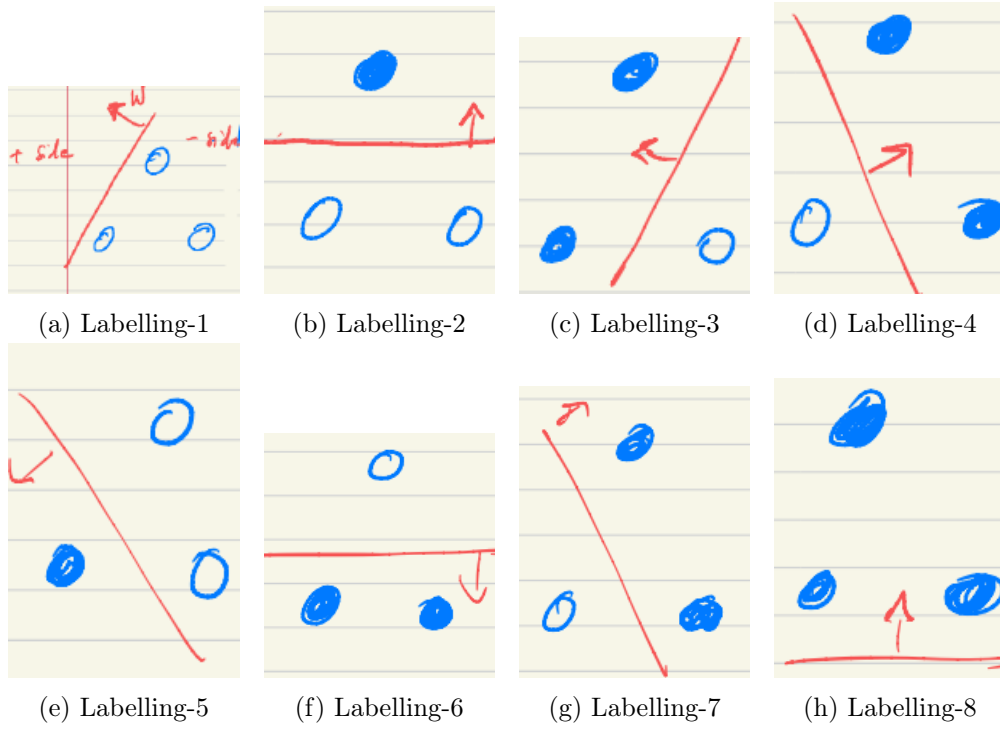 W
+ side
- side
(a) Labelling-1
(b) Labelling-2
(c) Labelling-3
(d) Labelling-4
(e) Labelling-5
(f) Labelling-6
(g) Labelling-7
(h) Labelling-8